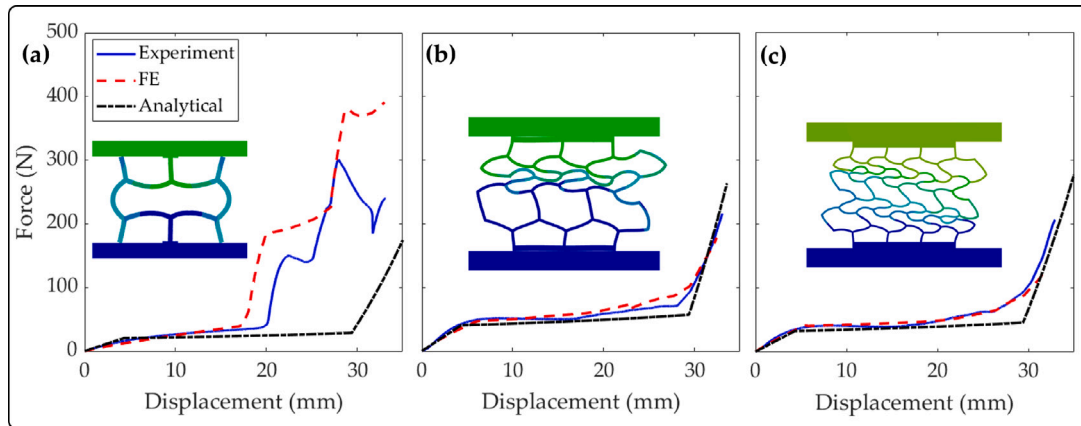 (a)
Experiment
FE
Analytical
(b)
(c)
Force (N)
500
400
300
200
100
0
0 10 20 30
0 10 20 30
0 10 20 30
Displacement (mm)
Displacement (mm)
Displacement (mm)